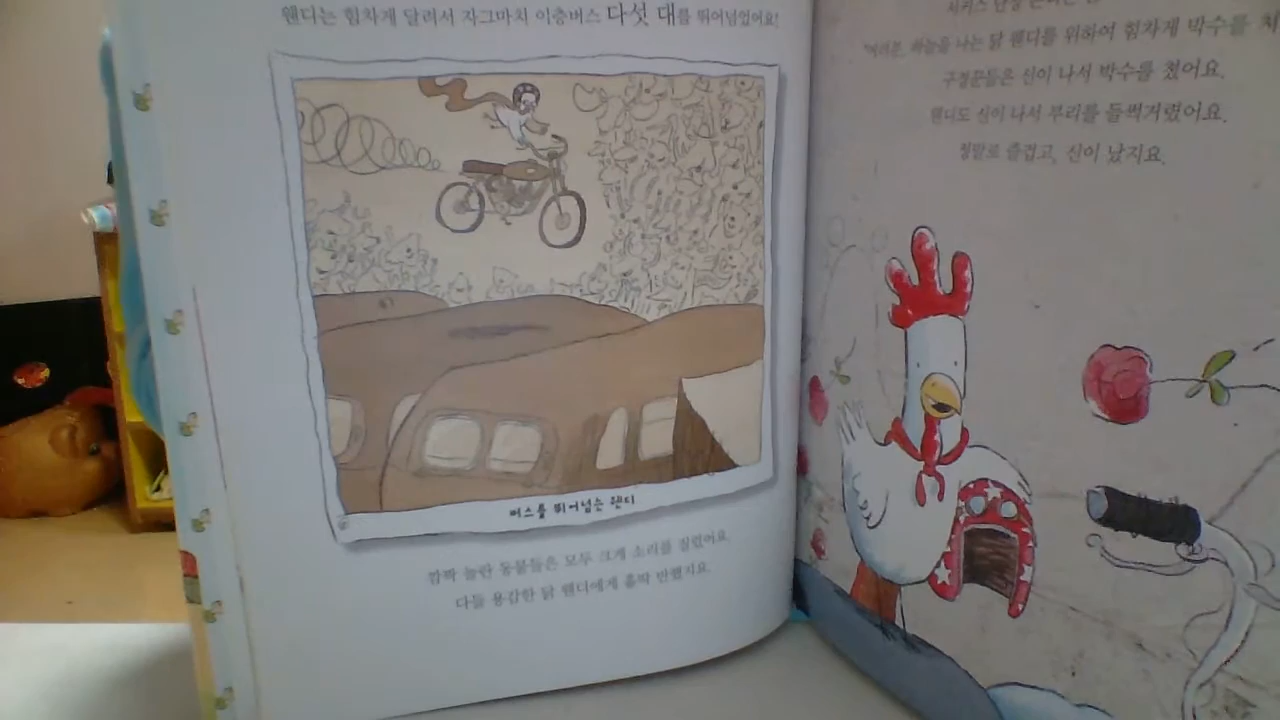 웬디는 힘차게 달려서 자그마치 이층버스 다섯 대를 뛰어넘었어요!
버스를 뛰어넘는 웬디
깜짝 놀란 동물들은 모두 크게 소리를 질렀어요.
다들 용감한 닭 웬디에게 홀딱 반했지요.
"여러분, 하늘을 나는 닭 웬디를 위하여 힘차게 박수를
구경꾼들은 신이 나서 박수를 쳤어요.
웬디도 신이 나서 부리를 들썩거렸어요.
정말로 즐겁고, 신이 났지요.